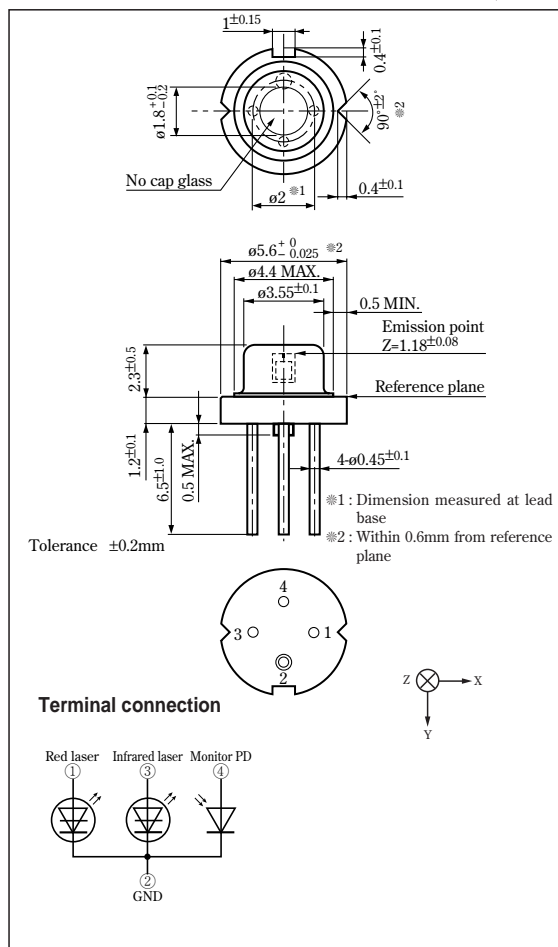 1±0.15
0.4±0.1
ø1.8 +0.1 -0.2
90°±2° ※2
No cap glass
ø2 ※1
0.4±0.1
ø5.6 + 0 - 0.025 ※2
ø4.4 MAX.
ø3.55±0.1
0.5 MIN.
Emission point
Z=1.18±0.08
2.3±0.5
Reference plane
1.2±0.1
6.5±1.0
0.5 MAX.
4-ø0.45±0.1
※1 : Dimension measured at lead
base
※2 : Within 0.6mm from reference
plane
Tolerance ±0.2mm
4
3
1
2
Z
X
Y
Terminal connection
Red laser Infrared laser Monitor PD
① ③ ④
②
GND